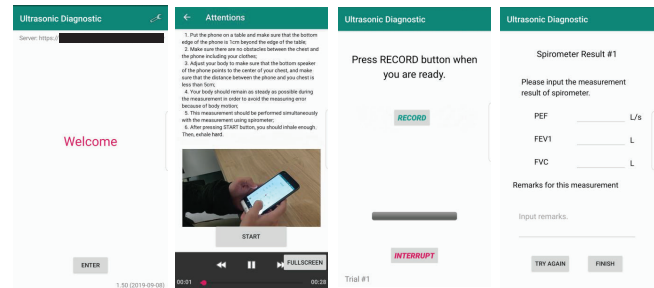 Ultrasonic Diagnostic
Server: https://
Welcome
ENTER
1.50 (2019-09-08)
Attentions
1. Put the phone on a table and make sure that the bottom
edge of the phone is 1cm beyond the edge of the table;
2. Make sure there are no obstacles between the chest and
the phone including your clothes;
3. Adjust your body to make sure that the bottom speaker
of the phone points to the center of your chest, and make
sure that the distance between the phone and you chest is
less than 5cm;
4. Your body should remain as steady as possible during
the measurement in order to avoid the measuring error
because of body motion;
5. This measurement should be performed simultaneously
with the measurement using spirometer;
6. After pressing START button, you should inhale enough.
Then, exhale hard.
START
FULLSCREEN
00:01
00:28
Ultrasonic Diagnostic
Press RECORD button when
you are ready.
RECORD
INTERRUPT
Trial #1
Ultrasonic Diagnostic
Spirometer Result #1
Please input the measurement
result of spirometer.
PEF L/s
FEV1 L
FVC L
Remarks for this measurement
Input remarks.
TRY AGAIN FINISH